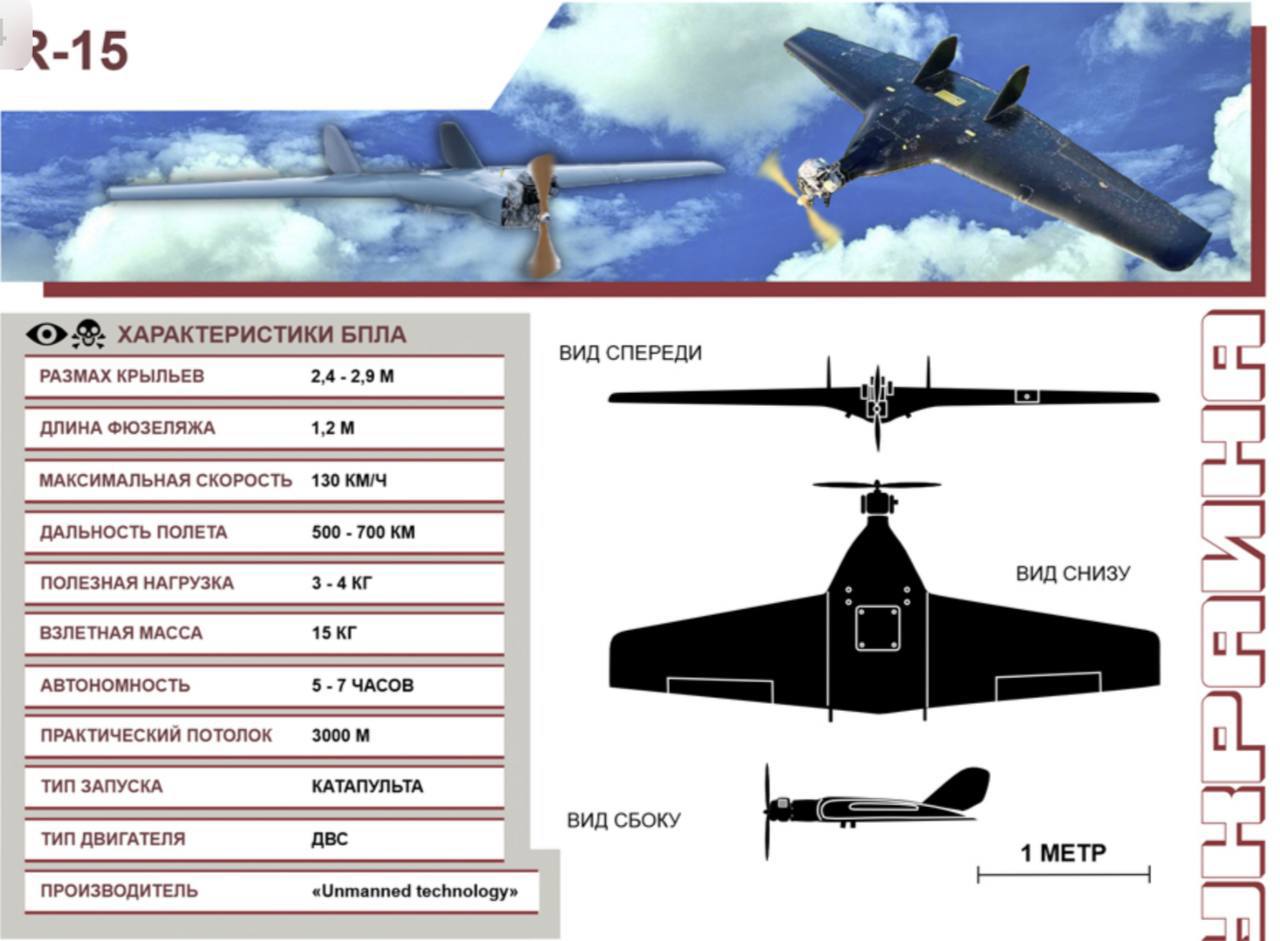 R-15
ХАРАКТЕРИСТИКИ БПЛА
РАЗМАХ КРЫЛЬЕВ 2,4 - 2,9 М
ДЛИНА ФЮЗЕЛЯЖА 1,2 М
МАКСИМАЛЬНАЯ СКОРОСТЬ 130 КМ/Ч
ДАЛЬНОСТЬ ПОЛЕТА 500 - 700 КМ
ПОЛЕЗНАЯ НАГРУЗКА 3 - 4 КГ
ВЗЛЕТНАЯ МАССА 15 КГ
АВТОНОМНОСТЬ 5 - 7 ЧАСОВ
ПРАКТИЧЕСКИЙ ПОТОЛОК 3000 М
ТИП ЗАПУСКА КАТАПУЛЬТА
ТИП ДВИГАТЕЛЯ ДВС
ПРОИЗВОДИТЕЛЬ «Unmanned technology»
ВИД СПЕРЕДИ
ВИД СНИЗУ
ВИД СБОКУ
1 МЕТР
УКРАИНА